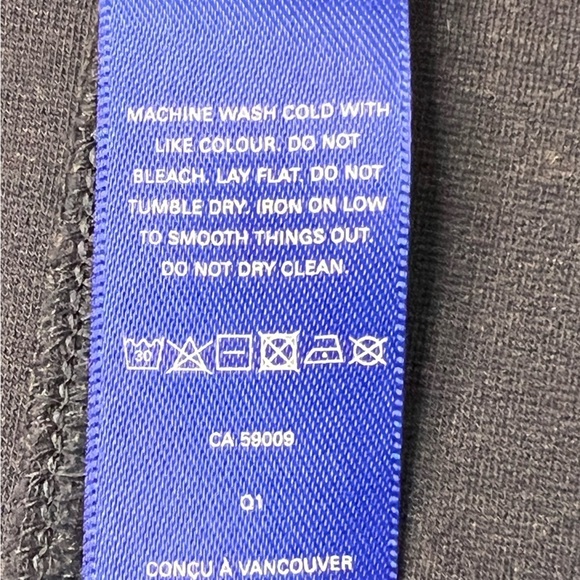 MACHINE WASH COLD WITH
LIKE COLOUR. DO NOT
BLEACH. LAY FLAT. DO NOT
TUMBLE DRY. IRON ON LOW
TO SMOOTH THINGS OUT.
DO NOT DRY CLEAN.
30
CA 59009
Q1
CONÇU À VANCOUVER